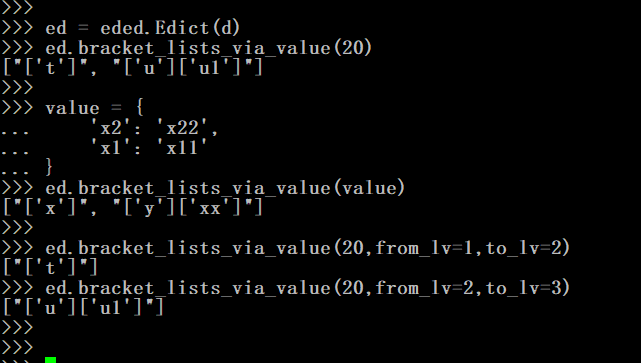 >>>
>>> ed = eded.Edict(d)
>>> ed.bracket_lists_via_value(20)
["['t']", "['u']['u1']"]
>>>
>>> value = {
...     'x2': 'x22',
...     'x1': 'x11'
... }
>>> ed.bracket_lists_via_value(value)
["['x']", "['y']['xx']"]
>>>
>>> ed.bracket_lists_via_value(20,from_lv=1,to_lv=2)
["['t']"]
>>> ed.bracket_lists_via_value(20,from_lv=2,to_lv=3)
["['u']['u1']"]
>>>
>>>
>>>